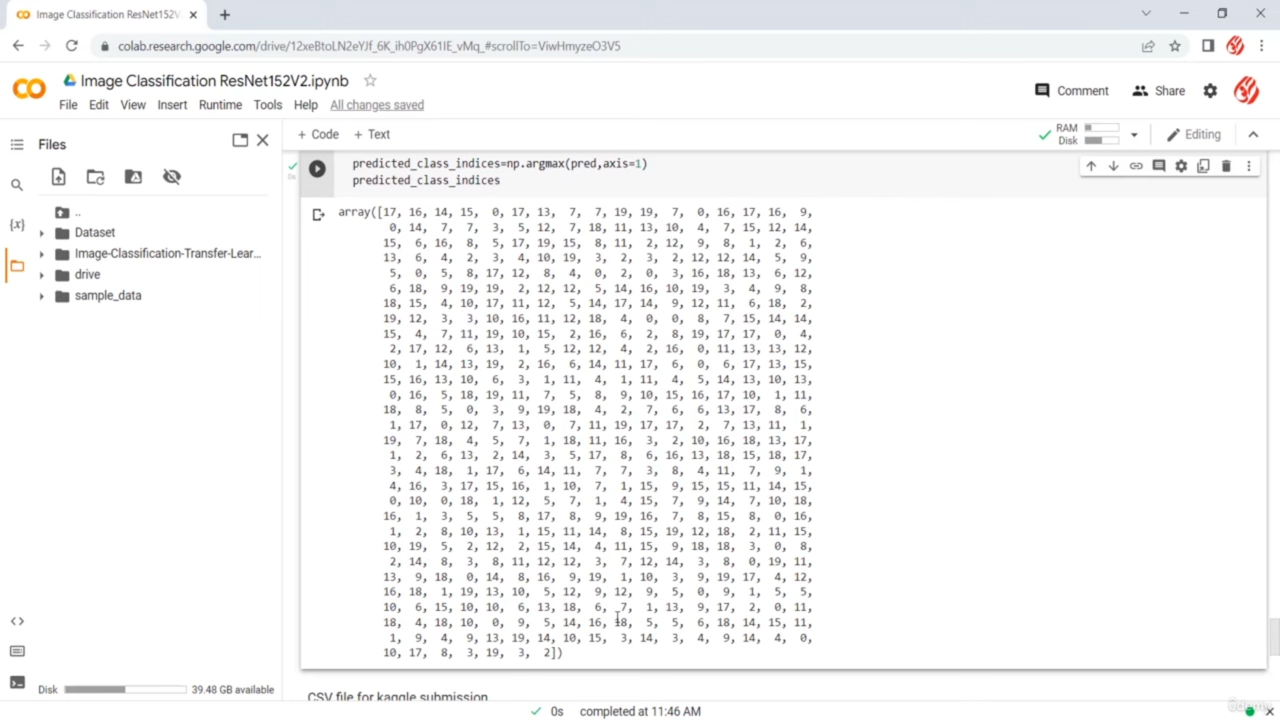 Image Classification ResNet152V
colab.research.google.com/drive/12xeBtoLN2eYJf_6K_ih0PgX61IE_vMq_#scrollTo=ViwHmyzeO3V5
Image Classification ResNet152V2.ipynb
File Edit View Insert Runtime Tools Help All changes saved
Comment Share
Files
+ Code + Text
RAM
Disk
Editing
..
Dataset
Image-Classification-Transfer-Lear...
drive
sample_data
predicted_class_indices=np.argmax(pred,axis=1)
predicted_class_indices
0s
array([17, 16, 14, 15, 0, 17, 13, 7, 7, 19, 19, 7, 0, 16, 17, 16, 9,
0, 14, 7, 7, 3, 5, 12, 7, 18, 11, 13, 10, 4, 7, 15, 12, 14,
15, 6, 16, 8, 5, 17, 19, 15, 8, 11, 2, 12, 9, 8, 1, 2, 6,
13, 6, 4, 2, 3, 4, 10, 19, 3, 2, 3, 2, 12, 12, 14, 5, 9,
5, 0, 5, 8, 17, 12, 8, 4, 0, 2, 0, 3, 16, 18, 13, 6, 12,
6, 18, 9, 19, 19, 2, 12, 12, 5, 14, 16, 10, 19, 3, 4, 9, 8,
18, 15, 4, 10, 17, 11, 12, 5, 14, 17, 14, 9, 12, 11, 6, 18, 2,
19, 12, 3, 3, 10, 16, 11, 12, 18, 4, 0, 0, 8, 7, 15, 14, 14,
15, 4, 7, 11, 19, 10, 15, 2, 16, 6, 2, 8, 19, 17, 17, 0, 4,
2, 17, 12, 6, 13, 1, 5, 12, 12, 4, 2, 16, 0, 11, 13, 13, 12,
10, 1, 14, 13, 19, 2, 16, 6, 14, 11, 17, 6, 0, 6, 17, 13, 15,
15, 16, 13, 10, 6, 3, 1, 11, 4, 1, 11, 4, 5, 14, 13, 10, 13,
0, 16, 5, 18, 19, 11, 7, 5, 8, 9, 10, 15, 16, 17, 10, 1, 11,
18, 8, 5, 0, 3, 9, 19, 18, 4, 2, 7, 6, 6, 13, 17, 8, 6,
1, 17, 0, 12, 7, 13, 0, 7, 11, 19, 17, 17, 2, 7, 13, 11, 1,
19, 7, 18, 4, 5, 7, 1, 18, 11, 16, 3, 2, 10, 16, 18, 13, 17,
1, 2, 6, 13, 2, 14, 3, 5, 17, 8, 6, 16, 13, 18, 15, 18, 17,
3, 4, 18, 1, 17, 6, 14, 11, 7, 7, 3, 8, 4, 11, 7, 9, 1,
4, 16, 3, 17, 15, 16, 1, 10, 7, 1, 15, 9, 15, 15, 11, 14, 15,
0, 10, 0, 18, 1, 12, 5, 7, 1, 4, 15, 7, 9, 14, 7, 10, 18,
16, 1, 3, 5, 5, 8, 17, 8, 9, 19, 16, 7, 8, 15, 8, 0, 16,
1, 2, 8, 10, 13, 1, 15, 11, 14, 8, 15, 19, 12, 18, 2, 11, 15,
10, 19, 5, 2, 12, 2, 15, 14, 4, 11, 15, 9, 18, 18, 3, 0, 8,
2, 14, 8, 3, 8, 11, 12, 12, 3, 7, 12, 14, 3, 8, 0, 19, 11,
13, 9, 18, 0, 14, 8, 16, 9, 19, 1, 10, 3, 9, 19, 17, 4, 12,
16, 18, 1, 19, 13, 10, 5, 12, 9, 12, 9, 5, 0, 9, 1, 5, 5,
10, 6, 15, 10, 10, 6, 13, 18, 6, 7, 1, 13, 9, 17, 2, 0, 11,
18, 4, 18, 10, 0, 9, 5, 14, 16, 18, 5, 5, 6, 18, 14, 15, 11,
1, 9, 4, 9, 13, 19, 14, 10, 15, 3, 14, 3, 4, 9, 14, 4, 0,
10, 17, 8, 3, 19, 3, 2])
CSV file for kaggle submission
Disk 39.48 GB available
0s completed at 11:46 AM